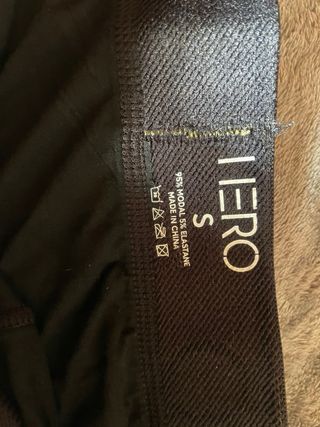 HERO
S
95% MODAL 5% ELASTANE
MADE IN CHINA